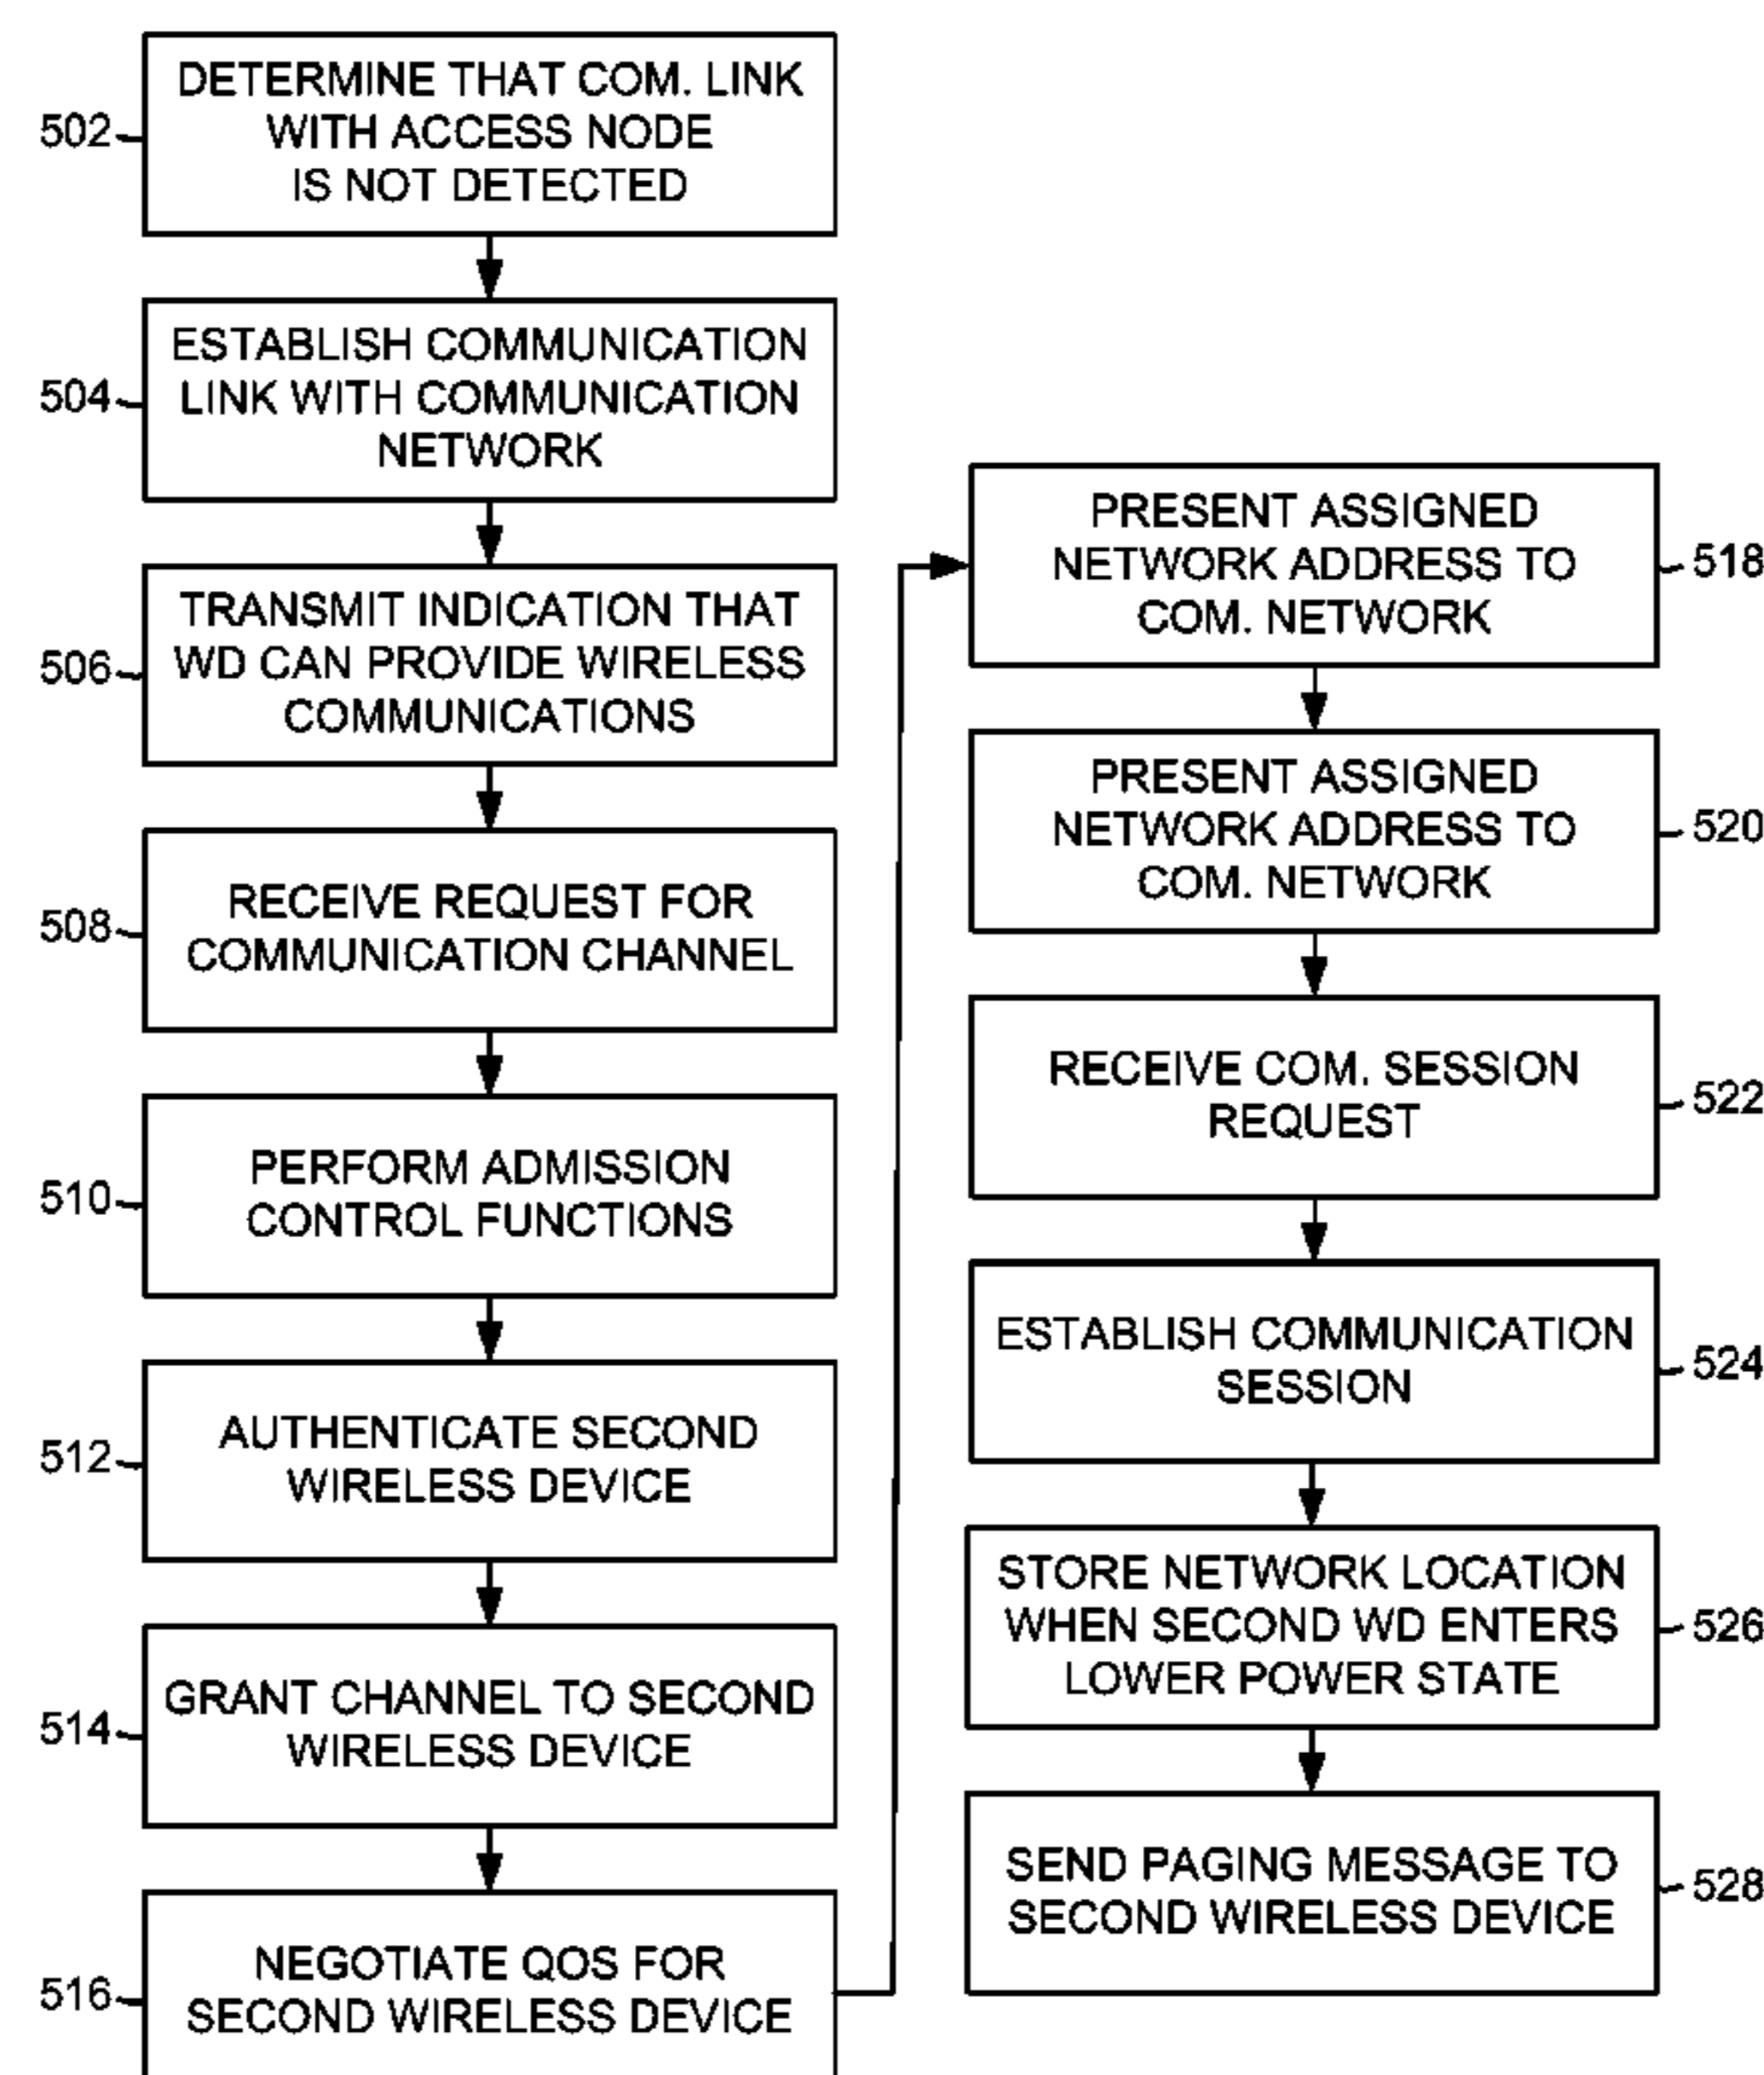 DETERMINE THAT COM. LINK
WITH ACCESS NODE
IS NOT DETECTED
502
ESTABLISH COMMUNICATION
LINK WITH COMMUNICATION
NETWORK
504
TRANSMIT INDICATION THAT
WD CAN PROVIDE WIRELESS
COMMUNICATIONS
506
RECEIVE REQUEST FOR
COMMUNICATION CHANNEL
508
PERFORM ADMISSION
CONTROL FUNCTIONS
510
AUTHENTICATE SECOND
WIRELESS DEVICE
512
GRANT CHANNEL TO SECOND
WIRELESS DEVICE
514
NEGOTIATE QOS FOR
SECOND WIRELESS DEVICE
516
PRESENT ASSIGNED
NETWORK ADDRESS TO
COM. NETWORK
518
PRESENT ASSIGNED
NETWORK ADDRESS TO
COM. NETWORK
520
RECEIVE COM. SESSION
REQUEST
522
ESTABLISH COMMUNICATION
SESSION
524
STORE NETWORK LOCATION
WHEN SECOND WD ENTERS
LOWER POWER STATE
526
SEND PAGING MESSAGE TO
SECOND WIRELESS DEVICE
528